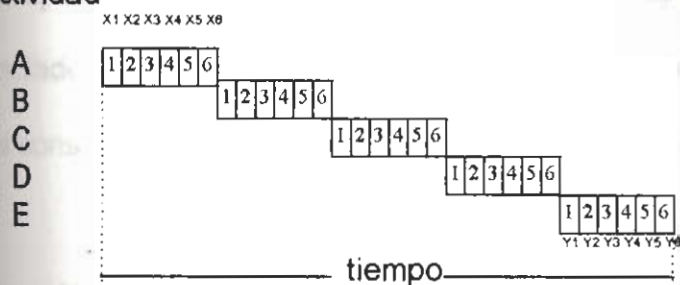 X1 X2 X3 X4 X5 X6
A 1 2 3 4 5 6
B 1 2 3 4 5 6
C 1 2 3 4 5 6
D 1 2 3 4 5 6
E 1 2 3 4 5 6
Y1 Y2 Y3 Y4 Y5
tiempo